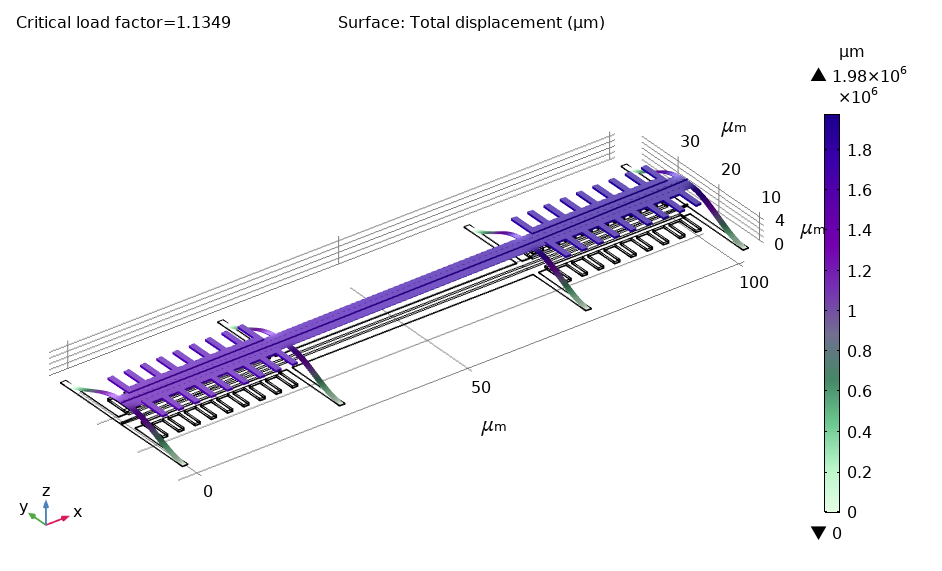 Critical load factor=1.1349
Surface: Total displacement (μm)
μm
1.98×10⁶
×10⁶
1.8
1.6
1.4
1.2
1
0.8
0.6
0.4
0.2
0
0
μm
30
20
10
4
0
μm
100
50
μm
0
z
y
x